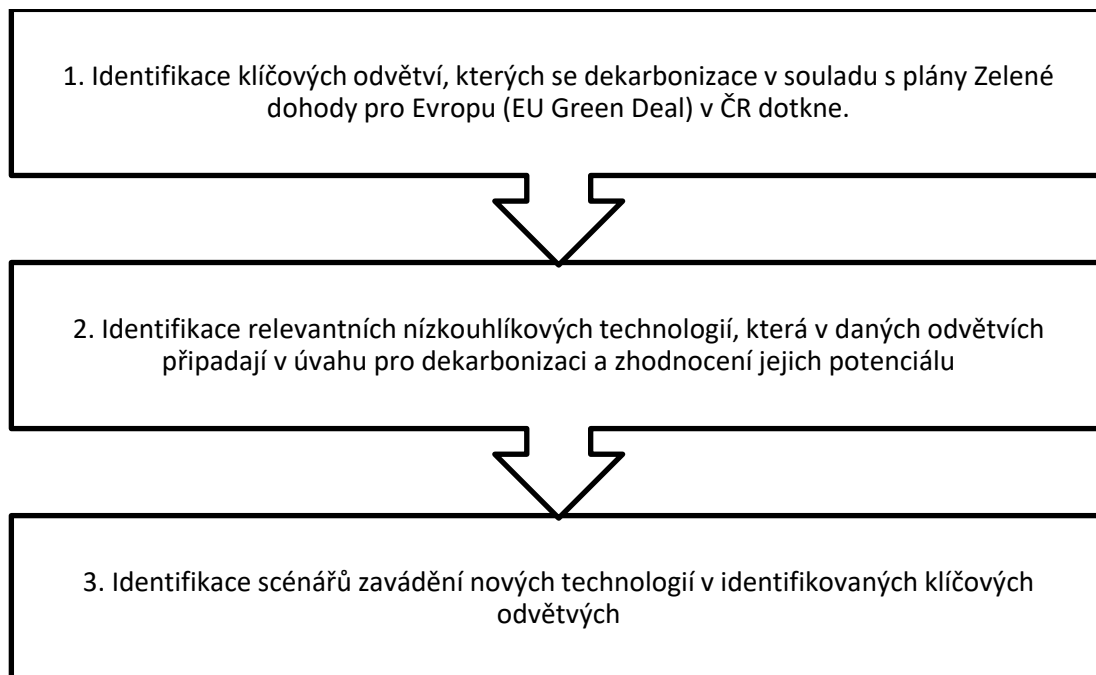 1. Identifikace klíčových odvětví, kterých se dekarbonizace v souladu s plány Zelené
dohody pro Evropu (EU Green Deal) v ČR dotkne.
2. Identifikace relevantních nízkouhlíkových technologií, která v daných odvětvích
připadají v úvahu pro dekarbonizaci a zhodnocení jejich potenciálu
3. Identifikace scénářů zavádění nových technologií v identifikovaných klíčových
odvětvých